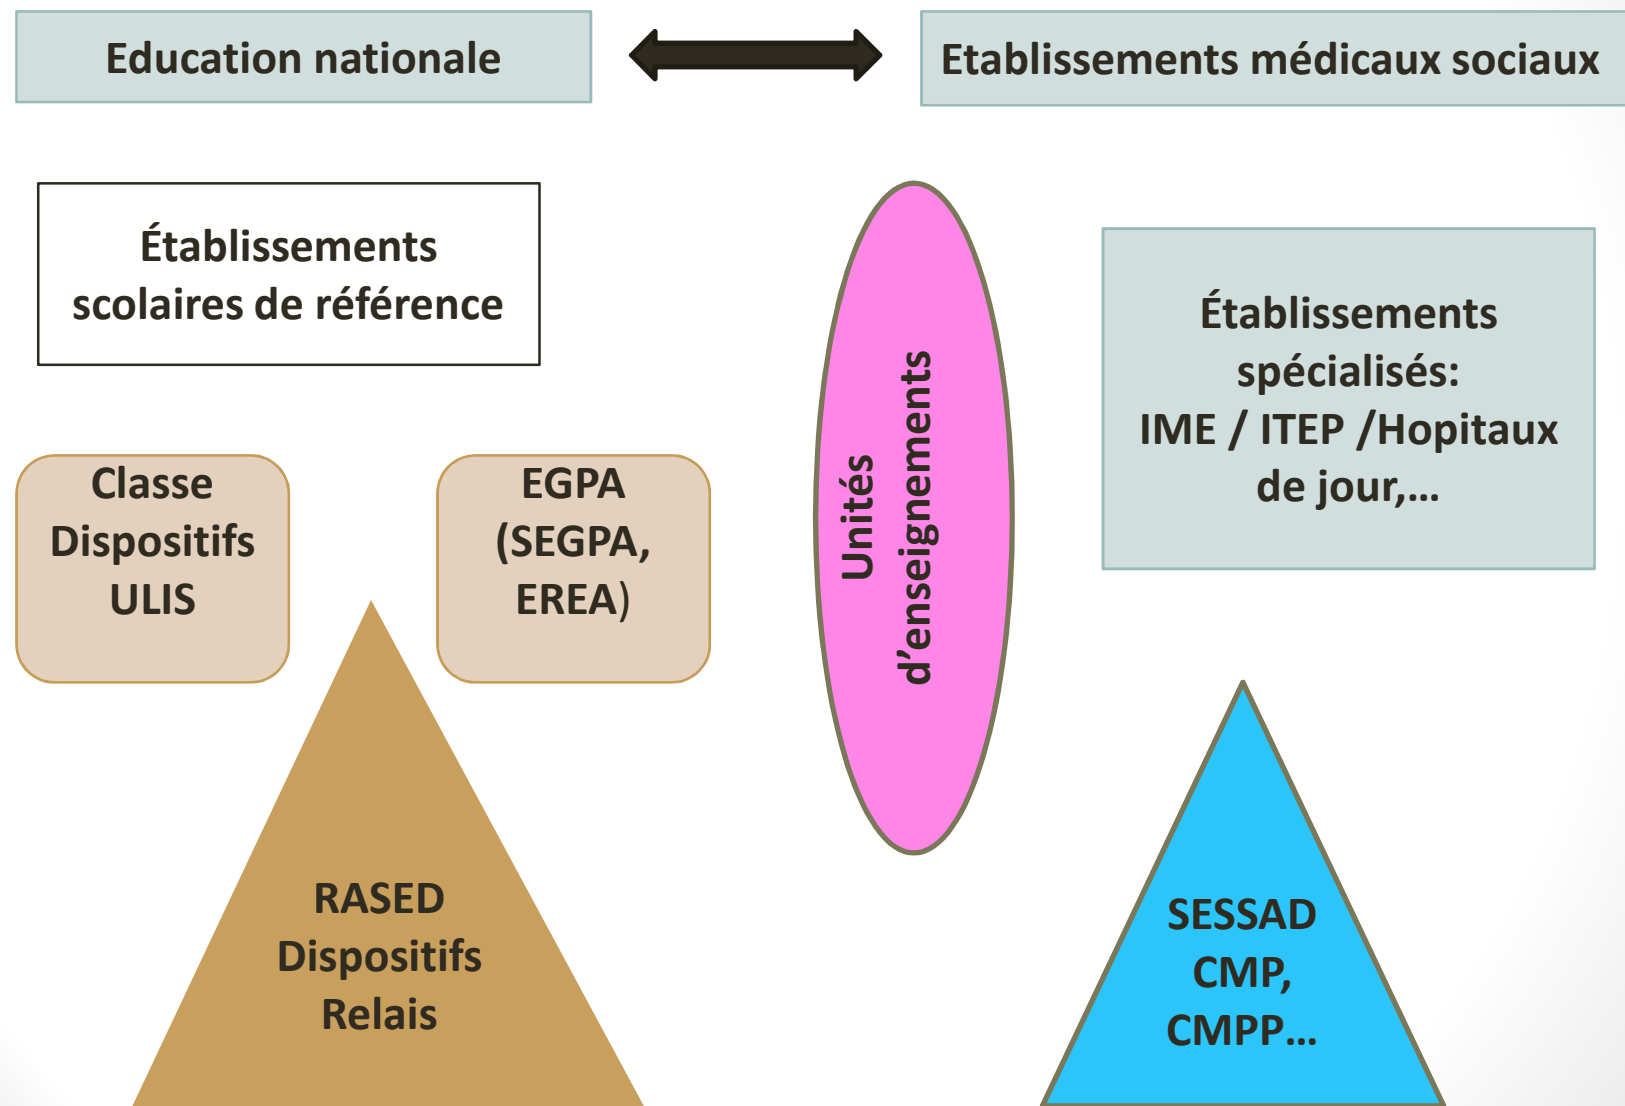 Education nationale
Etablissements médicaux sociaux
Établissements
scolaires de référence
Classe
Dispositifs
ULIS
EGPA
(SEGPA,
EREA)
RASED
Dispositifs
Relais
Unités
d’enseignements
Établissements
spécialisés:
IME / ITEP /Hopitaux
de jour,…
SESSAD
CMP,
CMPP…